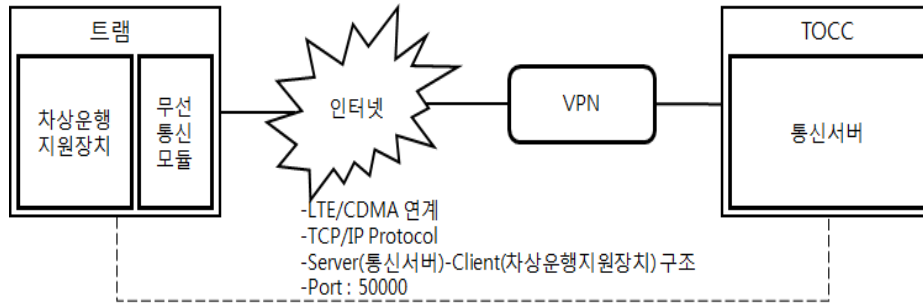 트램
TOCC
차상운행
지원장치
무선
통신
모듈
인터넷
VPN
통신서버
-LTE/CDMA 연계
-TCP/IP Protocol
-Server(통신서버)-Client(차상운행지원장치) 구조
-Port : 50000